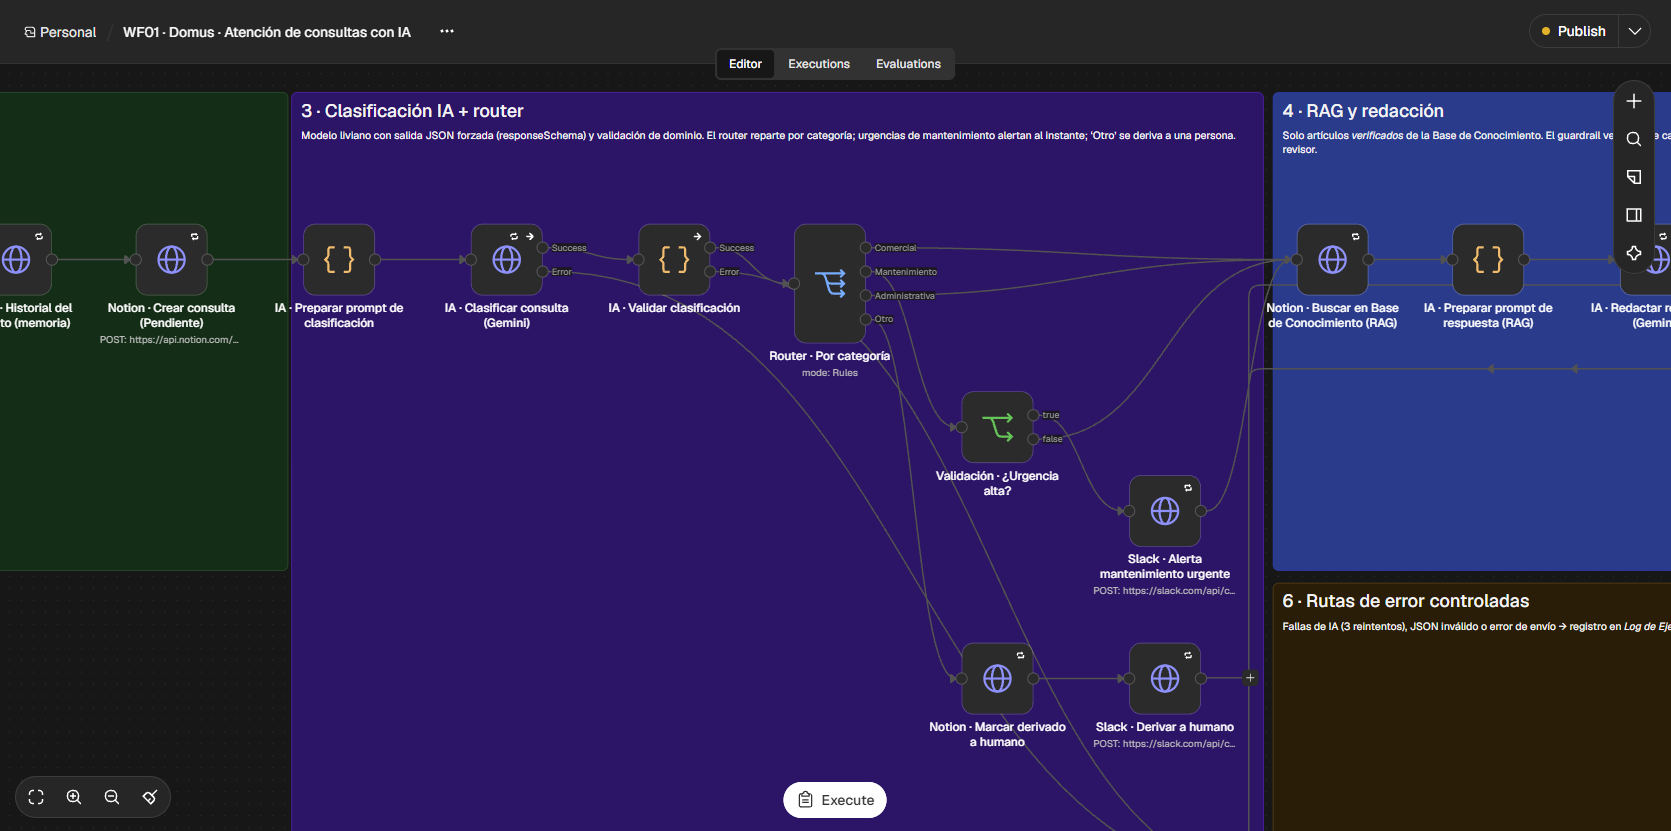 Personal / WF01 · Domus · Atención de consultas con IA ...
Publish
Editor Executions Evaluations
3 · Clasificación IA + router
Modelo liviano con salida JSON forzada (responseSchema) y validación de dominio. El router reparte por categoría; urgencias de mantenimiento alertan al instante; 'Otro' se deriva a una persona.
4 · RAG y redacción
Solo artículos verificados de la Base de Conocimiento. El guardrail
revisor.
· Historial del
(memoria)
Notion · Crear consulta
(Pendiente)
POST: https://api.notion.com/...
IA · Preparar prompt de
clasificación
Success
Error
IA · Clasificar consulta
(Gemini)
Success
Error
IA · Validar clasificación
Comercial
Mantenimiento
Administrativa
Otro
Router · Por categoría
mode: Rules
Notion · Buscar en Base
de Conocimiento (RAG)
IA · Preparar prompt de
respuesta (RAG)
IA · Redactar
true
false
Validación · ¿Urgencia
alta?
Slack · Alerta
mantenimiento urgente
POST: https://slack.com/api/c...
6 · Rutas de error controladas
Fallas de IA (3 reintentos), JSON inválido o error de envío → registro en Log de
Notion · Marcar derivado
a humano
Slack · Derivar a humano
POST: https://slack.com/api/c...
Execute